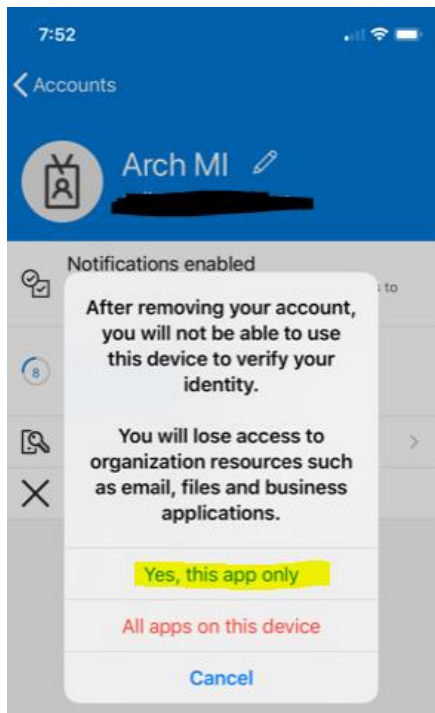 7:52
Accounts
Arch MI
Notifications enabled
s to
8
After removing your account,
you will not be able to use
this device to verify your
identity.
You will lose access to
organization resources such
as email, files and business
applications.
Yes, this app only
All apps on this device
Cancel